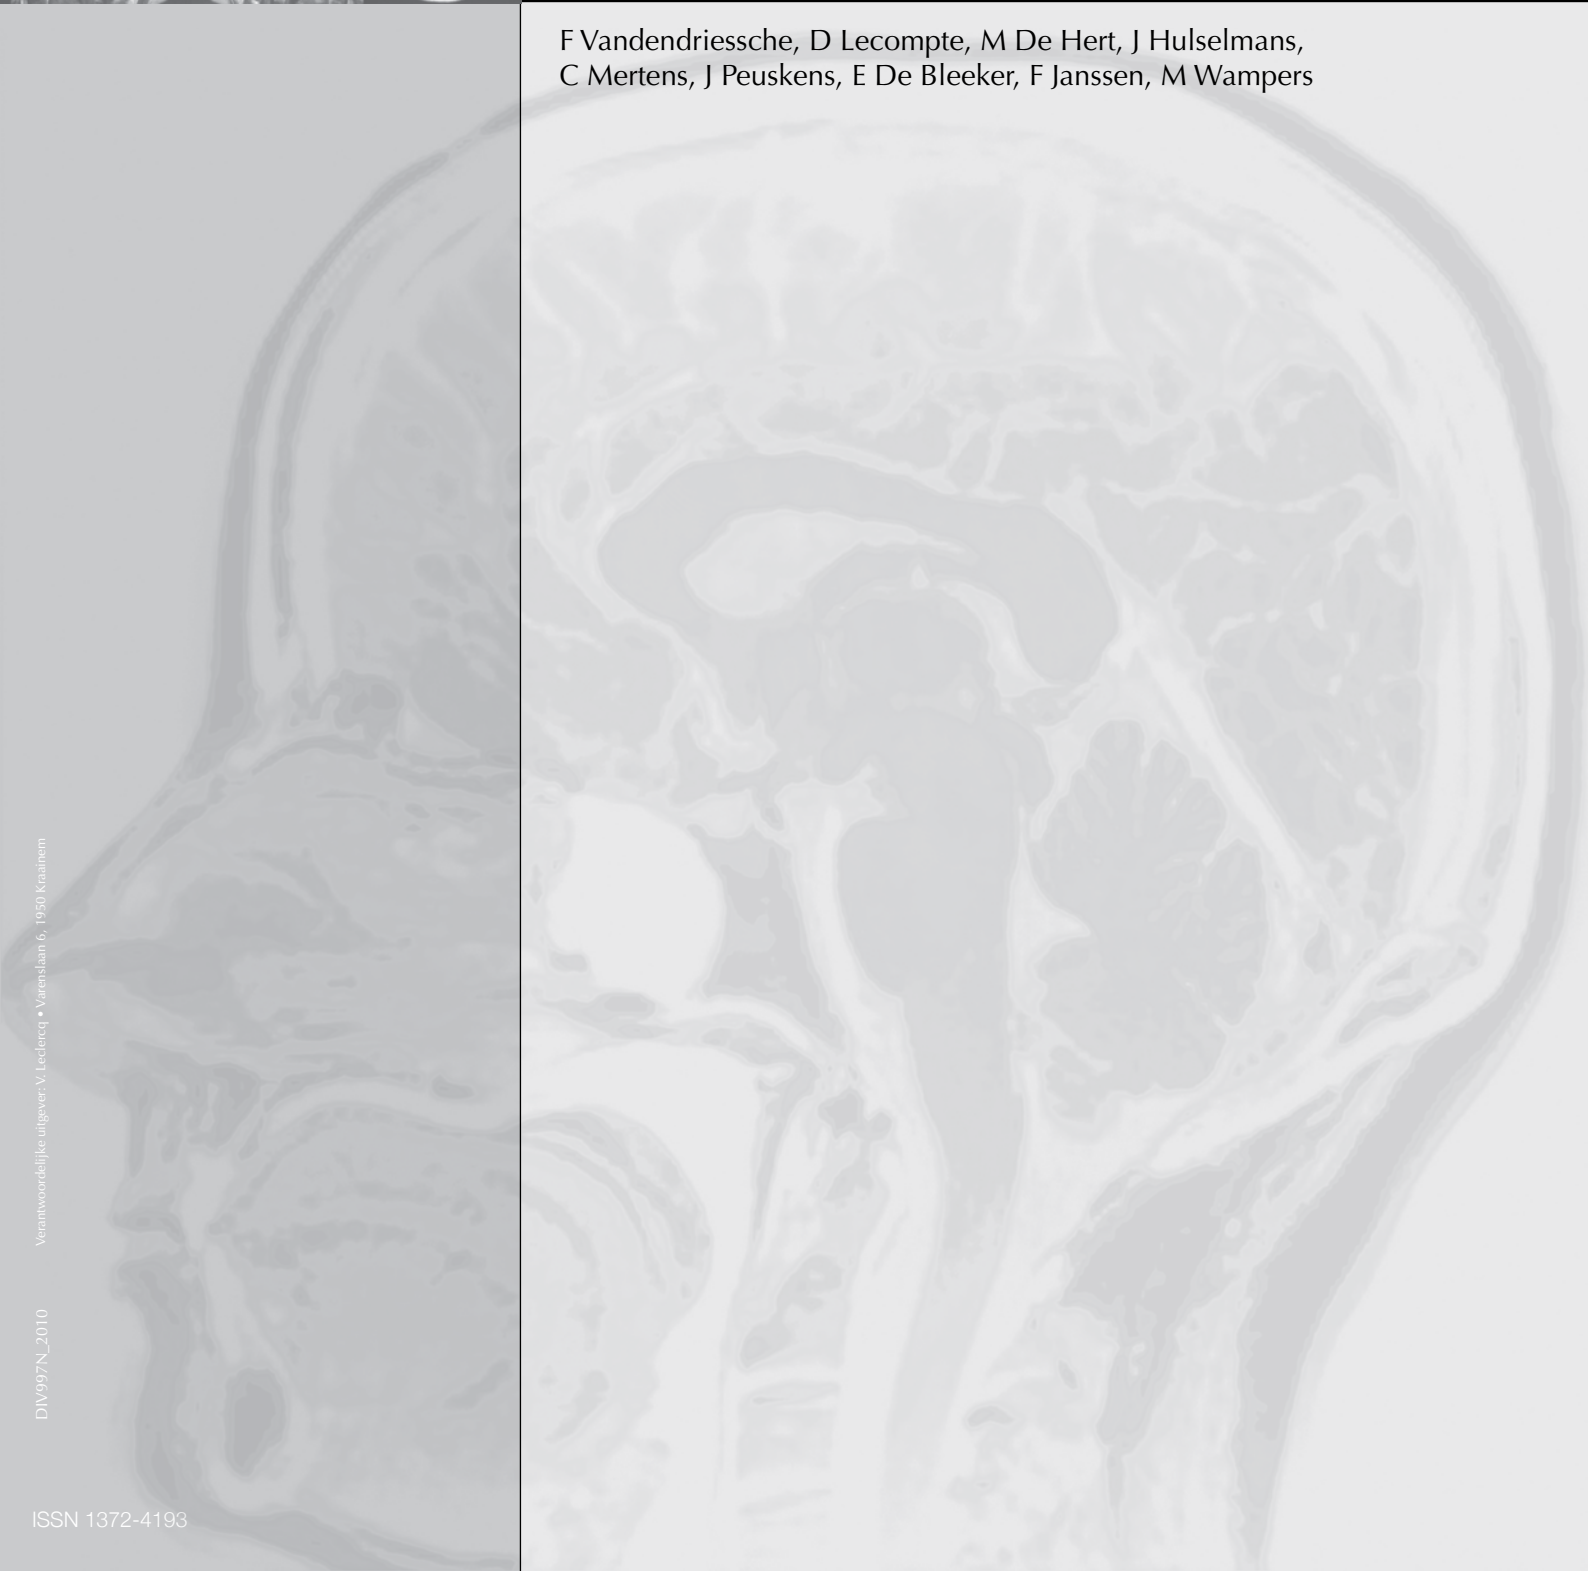 F Vandendriessche, D Lecompte, M De Hert, J Hulselmans,
C Mertens, J Peuskens, E De Bleeker, F Janssen, M Wampers
Verantwoordelijke uitgever: V. Leclercq • Varenslaan 6, 1950 Kraainem
DIV997N_2010
ISSN 1372-4193